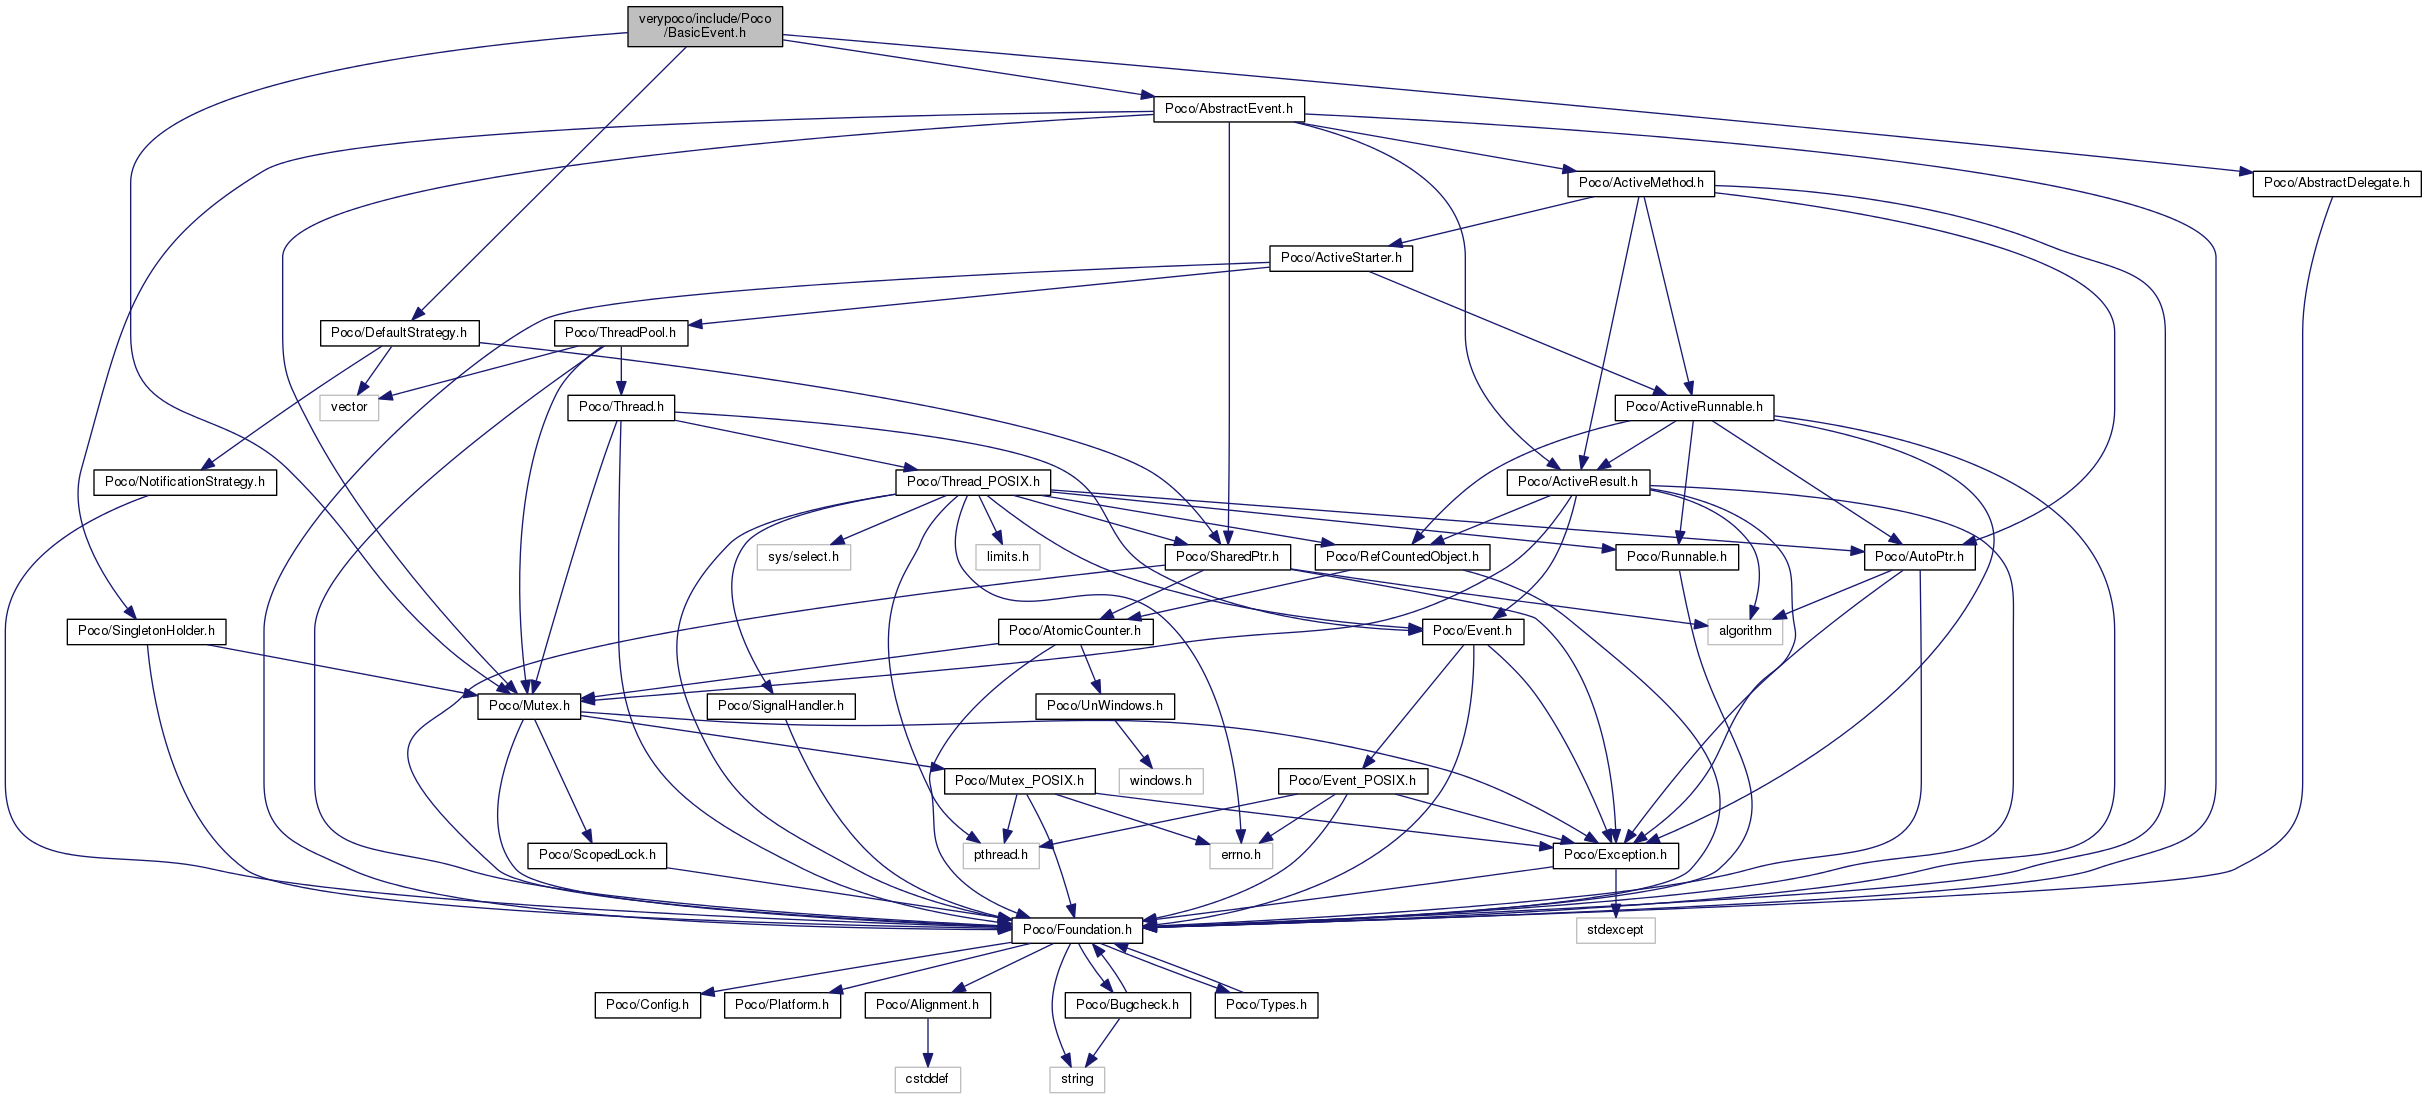 verypoco/include/Poco
/BasicEvent.h
Poco/AbstractEvent.h
Poco/ActiveMethod.h
Poco/AbstractDelegate.h
Poco/ActiveStarter.h
Poco/DefaultStrategy.h
Poco/ThreadPool.h
vector
Poco/Thread.h
Poco/ActiveRunnable.h
Poco/NotificationStrategy.h
Poco/Thread_POSIX.h
Poco/ActiveResult.h
sys/select.h
limits.h
Poco/SharedPtr.h
Poco/RefCountedObject.h
Poco/Runnable.h
Poco/AutoPtr.h
Poco/SingletonHolder.h
Poco/AtomicCounter.h
Poco/Event.h
algorithm
Poco/Mutex.h
Poco/SignalHandler.h
Poco/UnWindows.h
Poco/Mutex_POSIX.h
windows.h
Poco/Event_POSIX.h
Poco/ScopedLock.h
pthread.h
errno.h
Poco/Exception.h
Poco/Foundation.h
stdexcept
Poco/Config.h
Poco/Platform.h
Poco/Alignment.h
Poco/Bugcheck.h
Poco/Types.h
cstddef
string